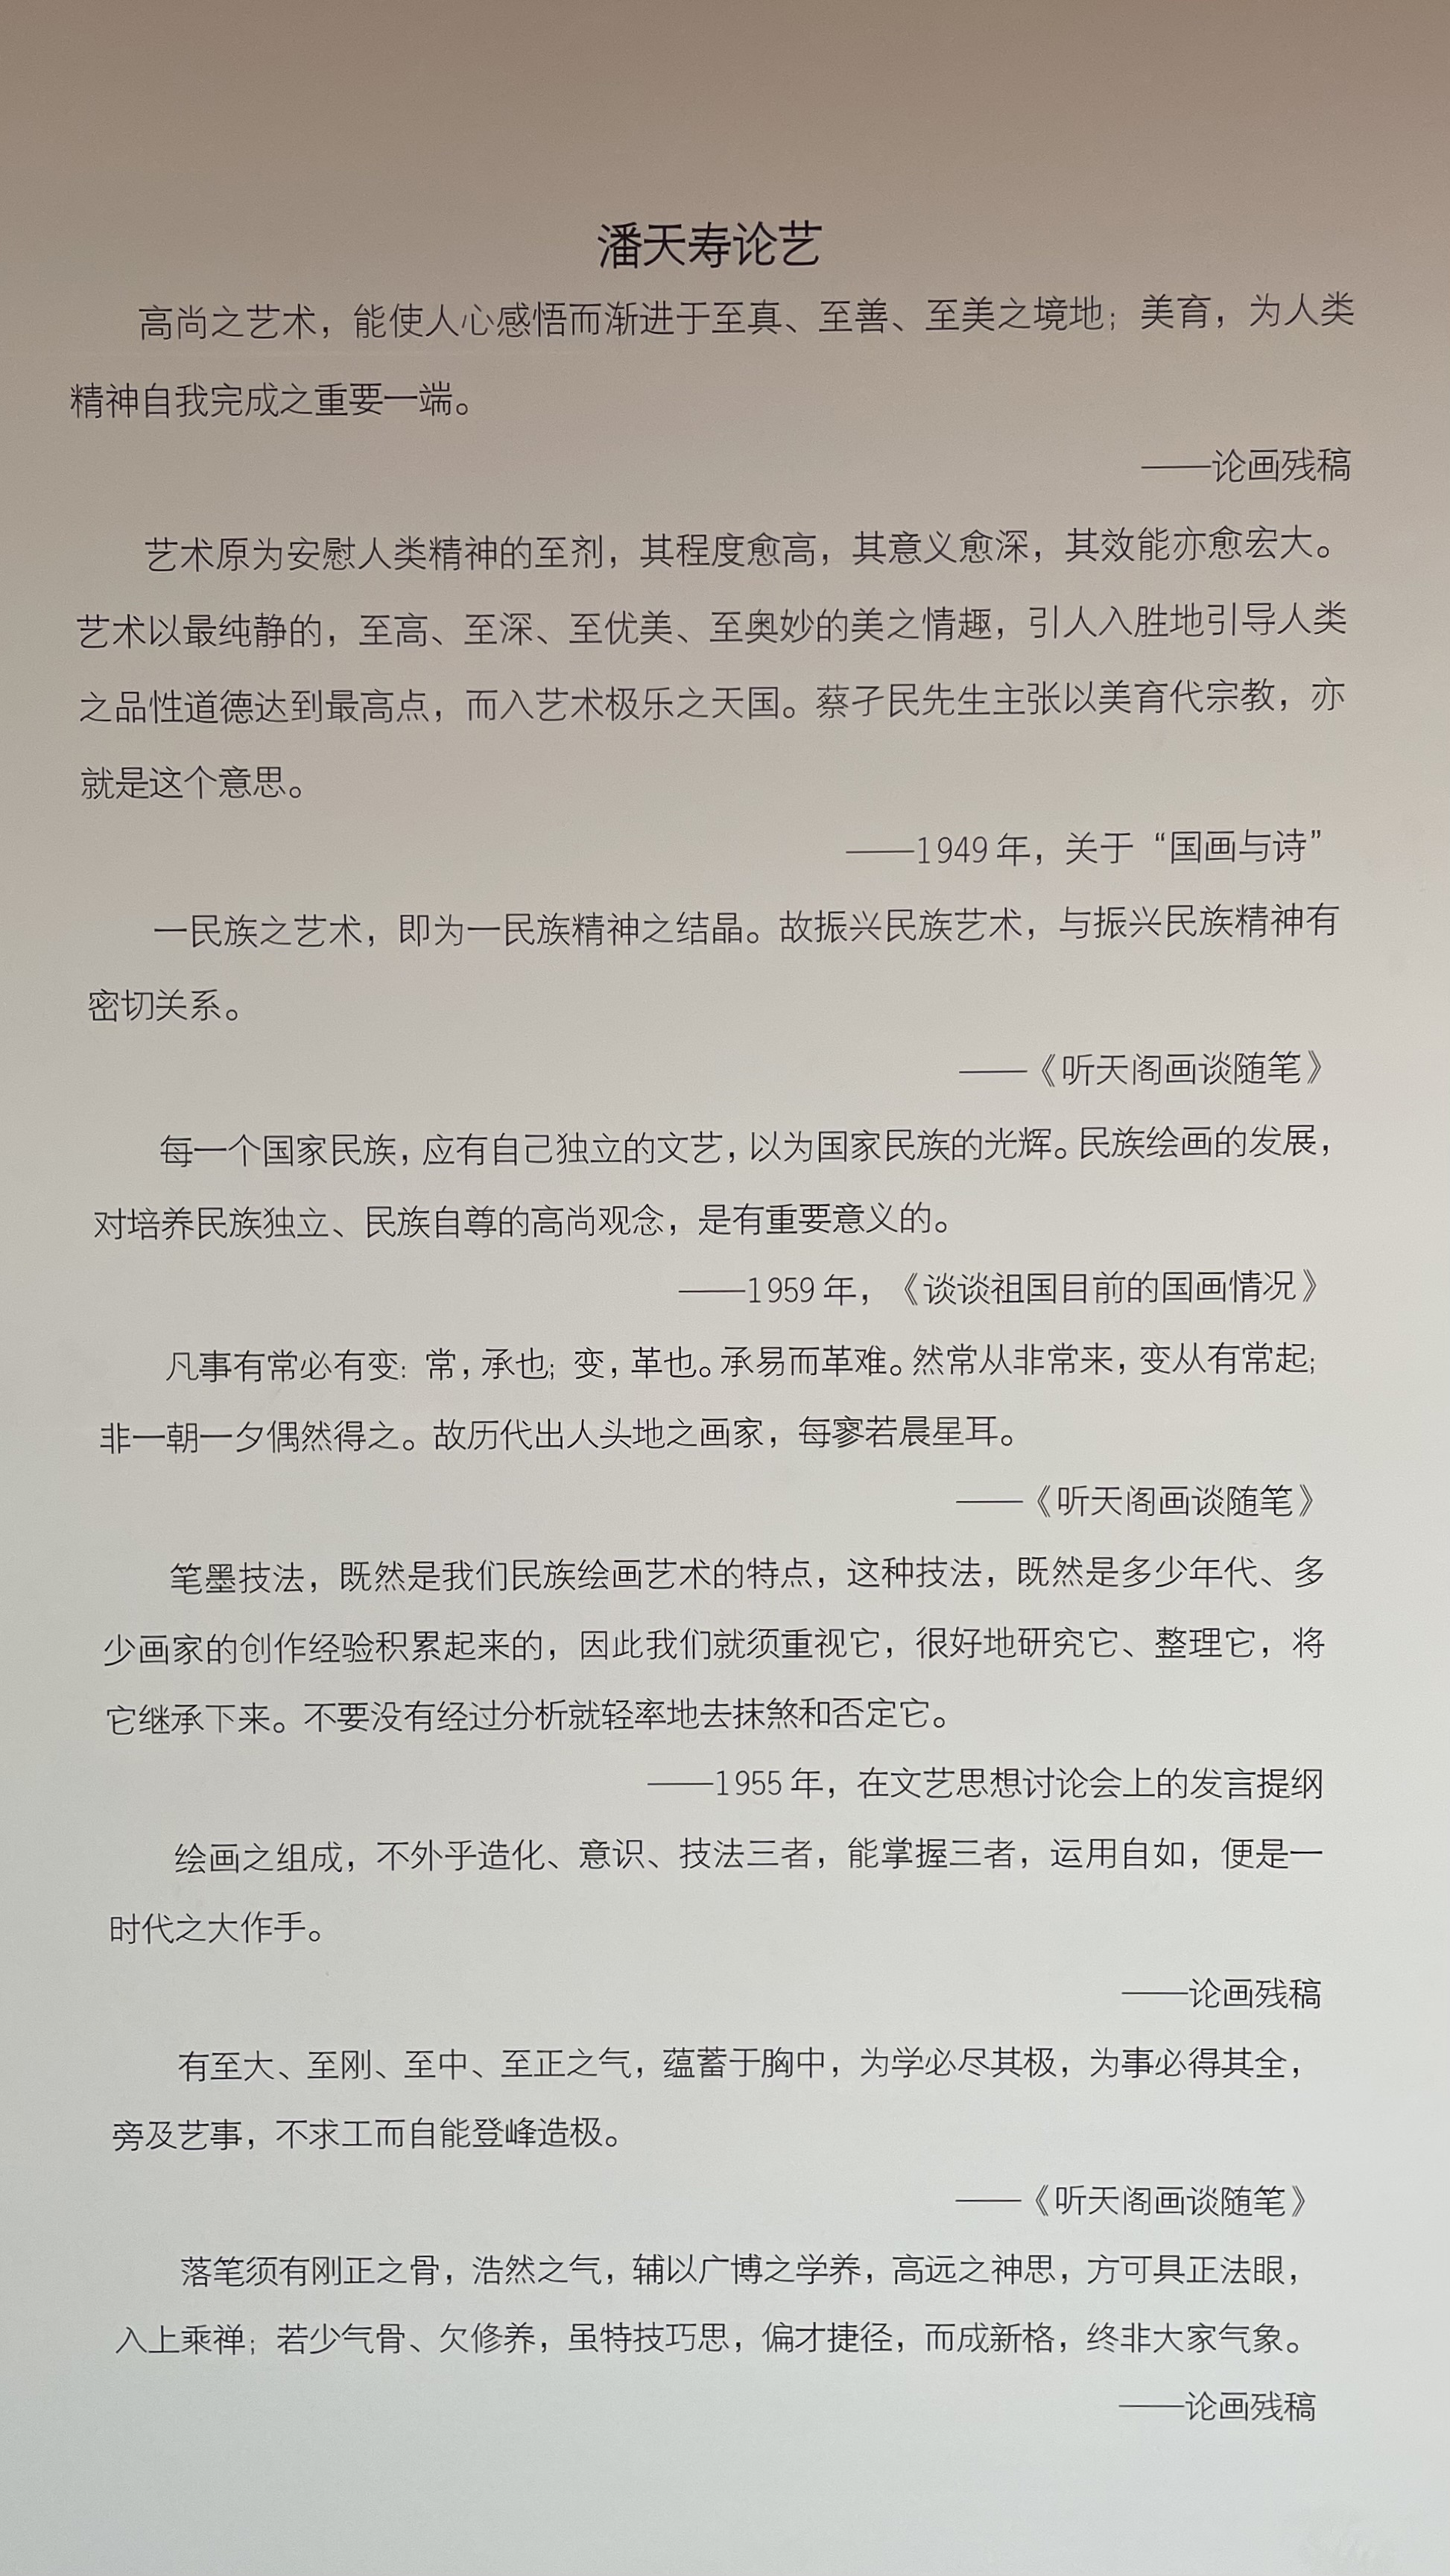 潘天寿论艺
高尚之艺术，能使人心感悟而渐进于至真、至善、至美之境地；美育，为人类
精神自我完成之重要一端。
——论画残稿
艺术原为安慰人类精神的至剂，其程度愈高，其意义愈深，其效能亦愈宏大。
艺术以最纯静的，至高、至深、至优美、至奥妙的美之情趣，引人入胜地引导人类
之品性道德达到最高点，而入艺术极乐之天国。蔡孑民先生主张以美育代宗教，亦
就是这个意思。
——1949年，关于“国画与诗”
一民族之艺术，即为一民族精神之结晶。故振兴民族艺术，与振兴民族精神有
密切关系。
——《听天阁画谈随笔》
每一个国家民族，应有自己独立的文艺，以为国家民族的光辉。民族绘画的发展，
对培养民族独立、民族自尊的高尚观念，是有重要意义的。
——1959年，《谈谈祖国目前的国画情况》
凡事有常必有变：常，承也；变，革也。承易而革难。然常从非常来，变从有常起；
非一朝一夕偶然得之。故历代出人头地之画家，每寥若晨星耳。
——《听天阁画谈随笔》
笔墨技法，既然是我们民族绘画艺术的特点，这种技法，既然是多少年代、多
少画家的创作经验积累起来的，因此我们就须重视它，很好地研究它、整理它，将
它继承下来。不要没有经过分析就轻率地去抹煞和否定它。
——1955年，在文艺思想讨论会上的发言提纲
绘画之组成，不外乎造化、意识、技法三者，能掌握三者，运用自如，便是一
时代之大作手。
——论画残稿
有至大、至刚、至中、至正之气，蕴蓄于胸中，为学必尽其极，为事必得其全，
旁及艺事，不求工而自能登峰造极。
——《听天阁画谈随笔》
落笔须有刚正之骨，浩然之气，辅以广博之学养，高远之神思，方可具正法眼，
入上乘禅；若少气骨、欠修养，虽特技巧思，偏才捷径，而成新格，终非大家气象。
——论画残稿